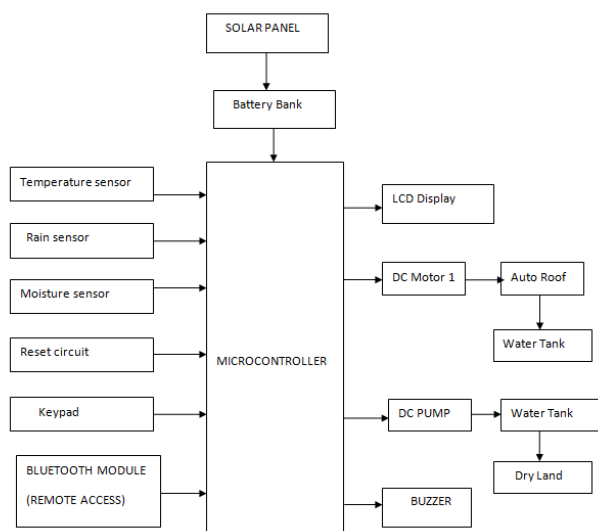 SOLAR PANEL
Battery Bank
Temperature sensor
LCD Display
Rain sensor
DC Motor 1
Auto Roof
Moisture sensor
Water Tank
Reset circuit
MICROCONTROLLER
Keypad
DC PUMP
Water Tank
BLUETOOTH MODULE
(REMOTE ACCESS)
Dry Land
BUZZER